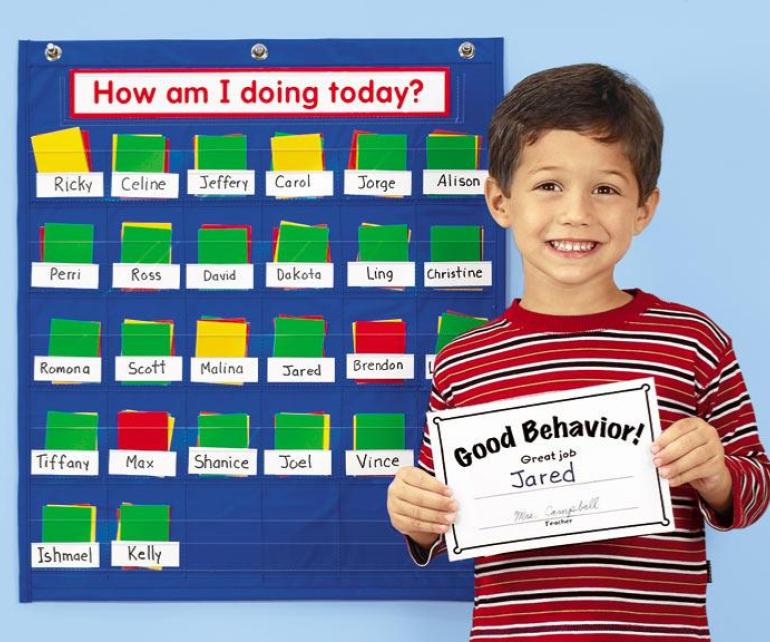 How am I doing today?
Ricky Celine Jeffery Carol Jorge Alison
Perri Ross David Dakota Ling Christine
Romona Scott Malina Jared Brendon
Tiffany Max Shanice Joel Vince
Ishmael Kelly
Good Behavior!
Great job
Jared
Mrs. Campbell
Teacher